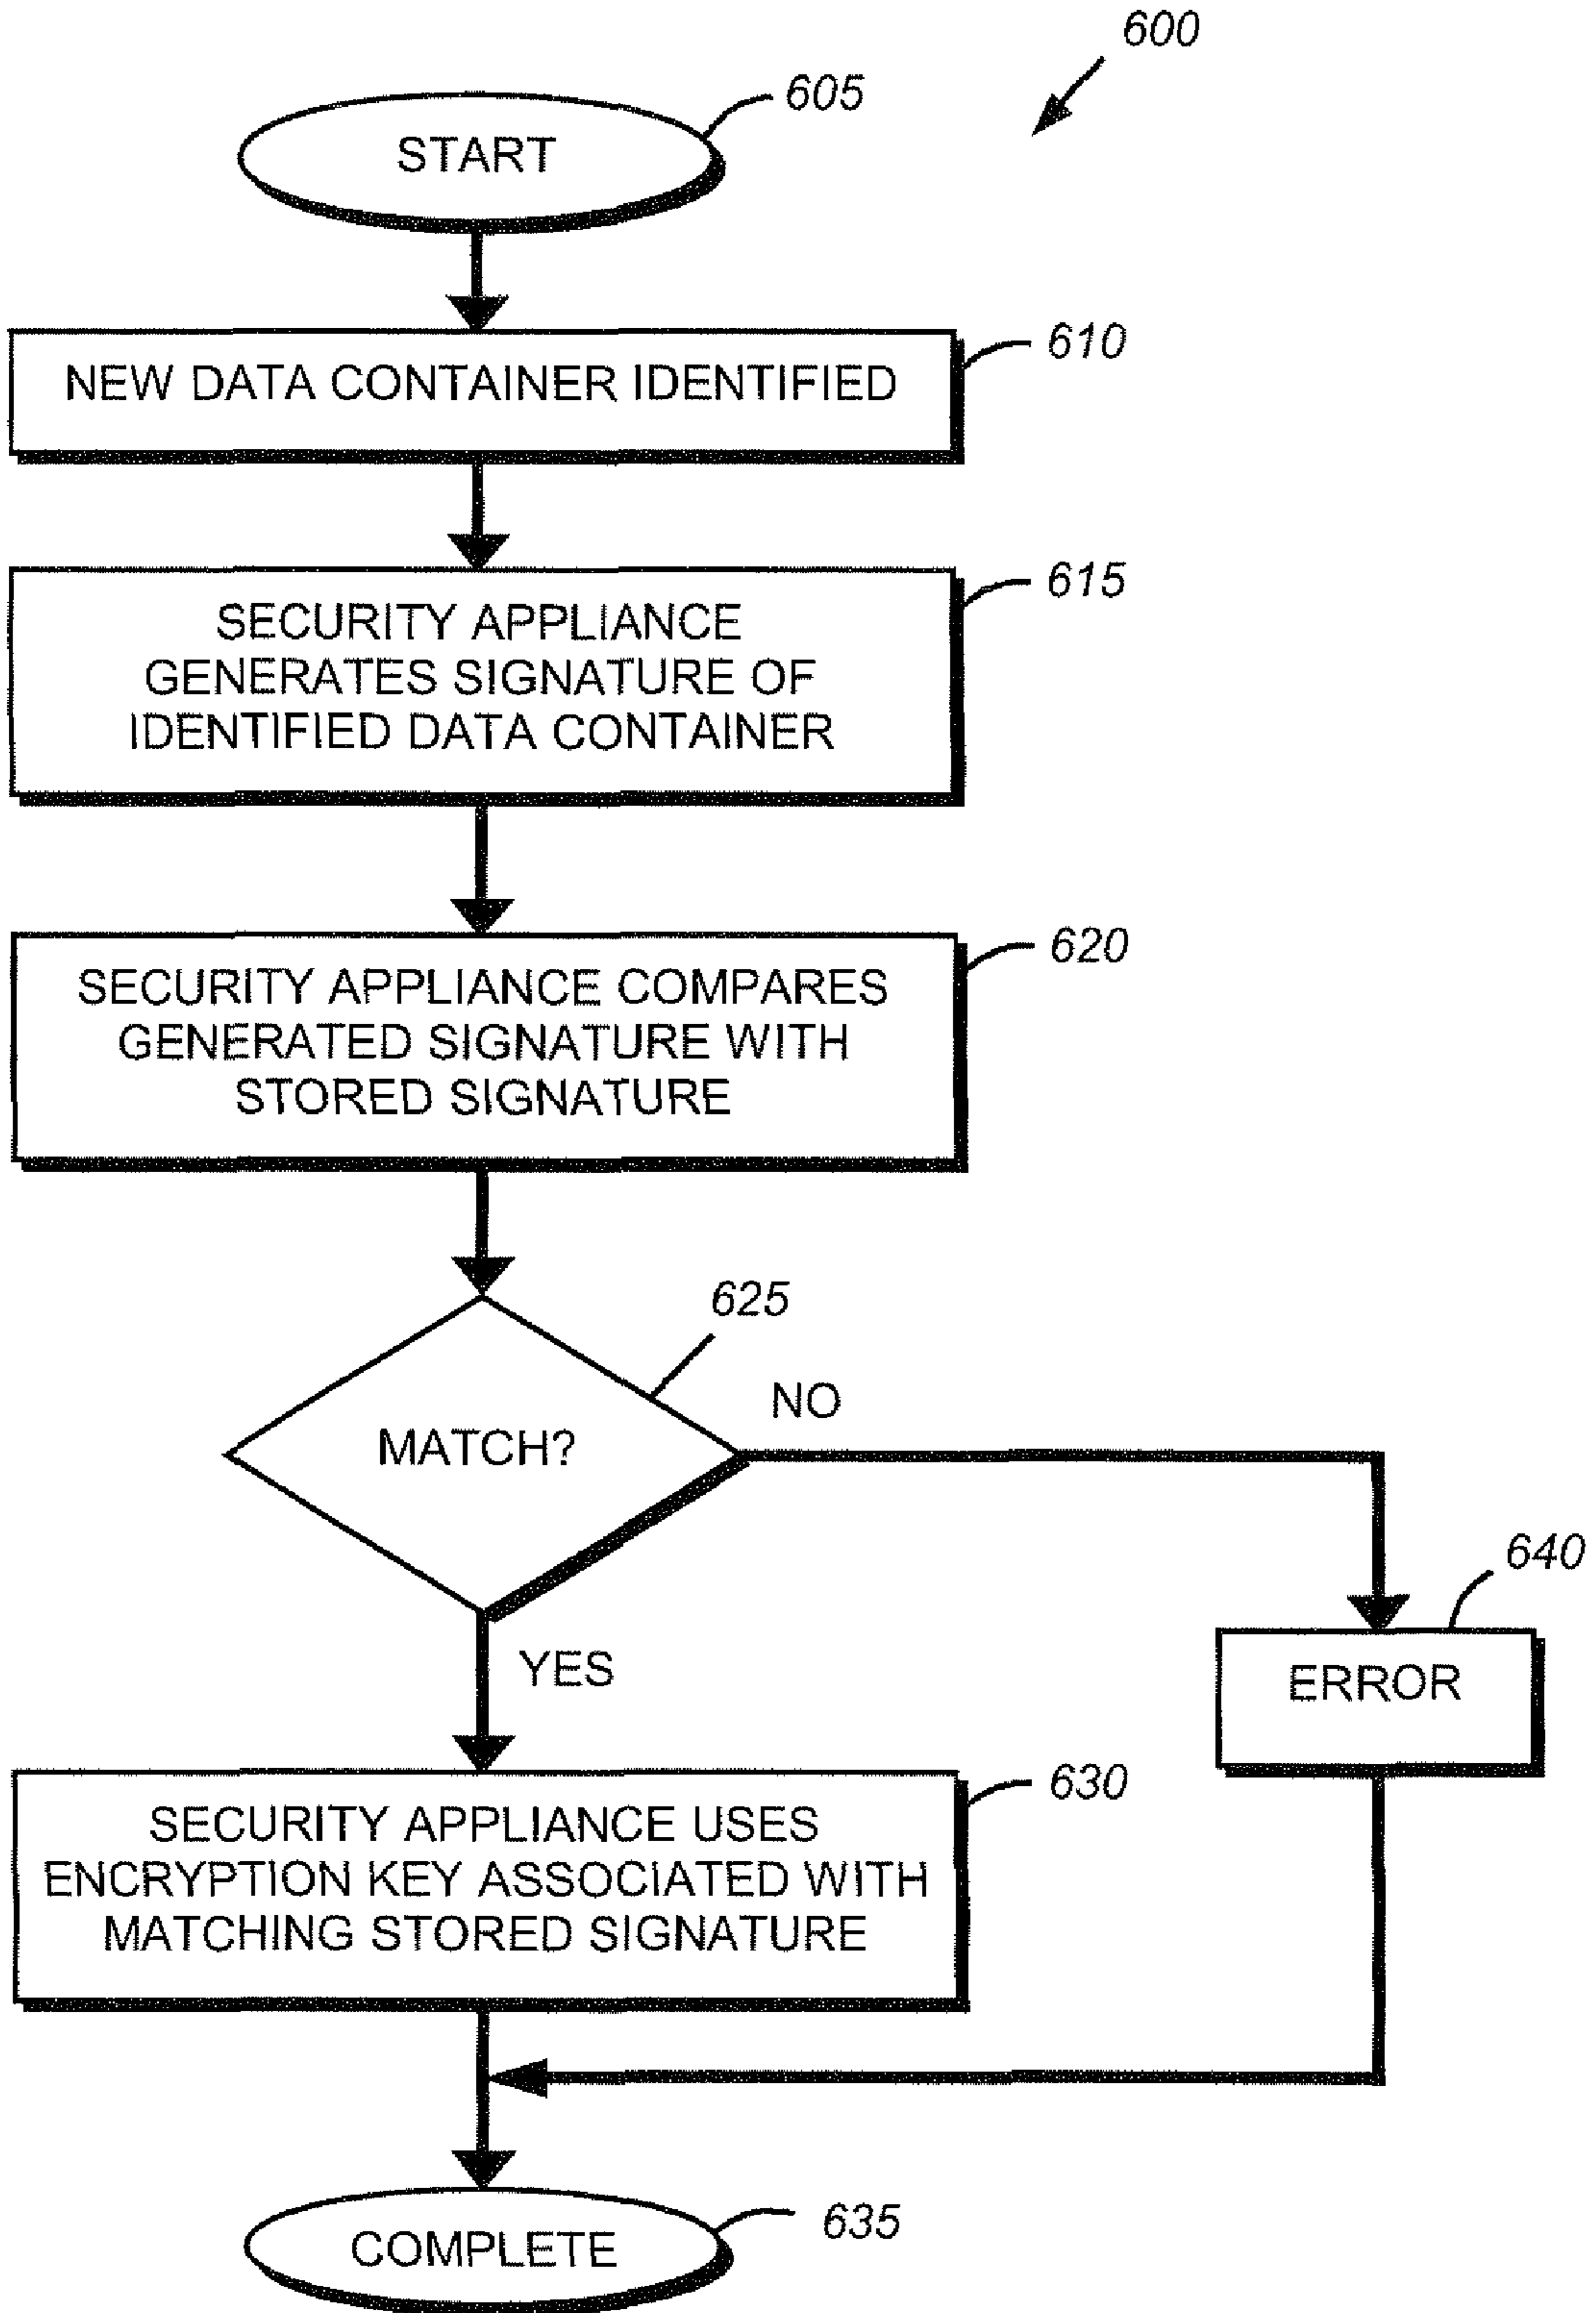 600
605
START
610
NEW DATA CONTAINER IDENTIFIED
615
SECURITY APPLIANCE
GENERATES SIGNATURE OF
IDENTIFIED DATA CONTAINER
620
SECURITY APPLIANCE COMPARES
GENERATED SIGNATURE WITH
STORED SIGNATURE
625
MATCH?
NO
YES
640
ERROR
630
SECURITY APPLIANCE USES
ENCRYPTION KEY ASSOCIATED WITH
MATCHING STORED SIGNATURE
635
COMPLETE